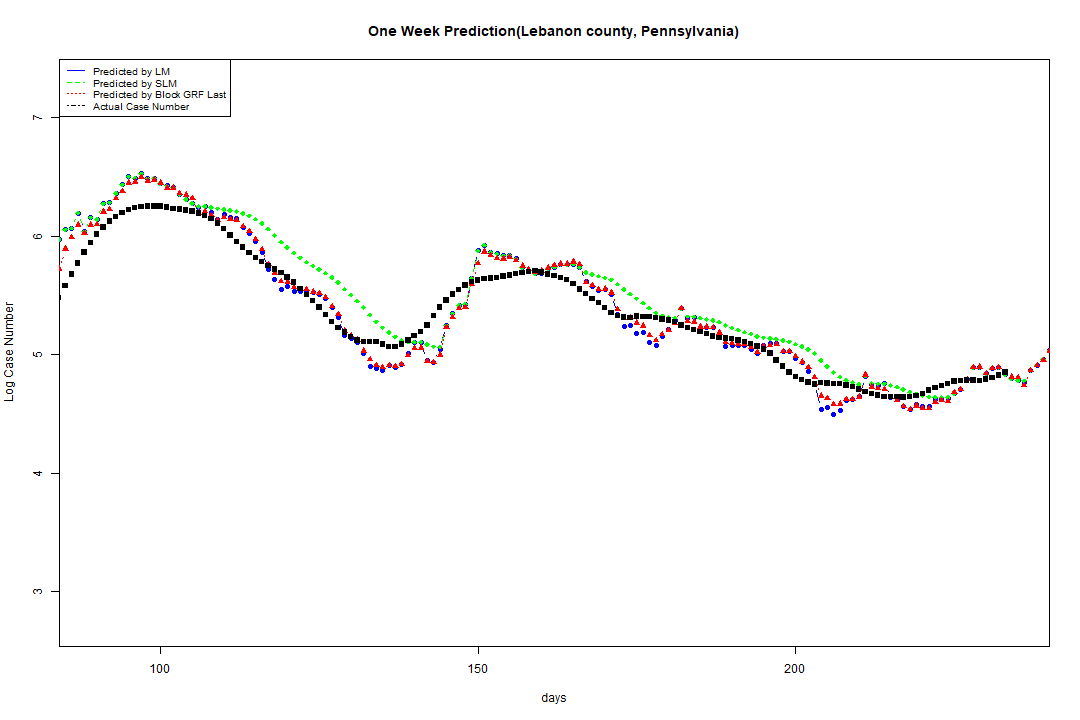 One Week Prediction(Lebanon county, Pennsylvania)
Predicted by LM
Predicted by SLM
Predicted by Block GRF Last
Actual Case Number
7
6
5
4
3
Log Case Number
100
150
200
days